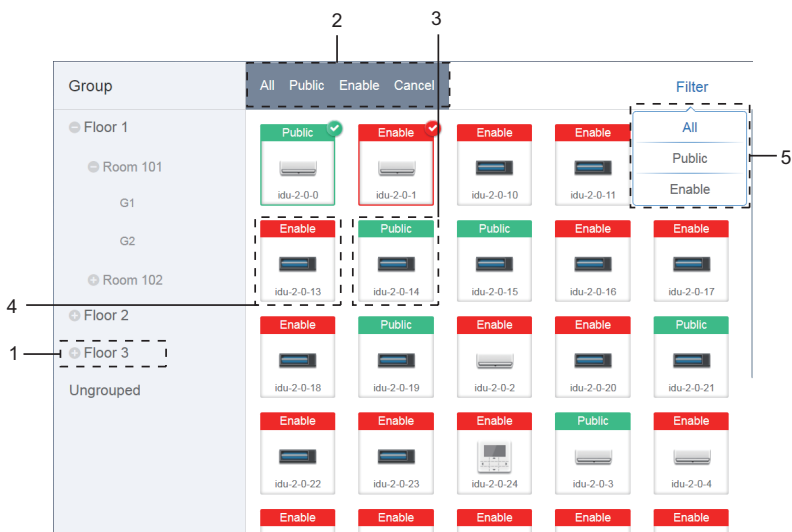 2 3
Group All Public Enable Cancel Filter
Floor 1 All
Public Enable Enable Enable
Room 101 Public 5
idu-2-0-0 idu-2-0-1 idu-2-0-10 idu-2-0-11 Enable
G1
Enable Public Public Enable Enable
G2
Room 102
idu-2-0-13 idu-2-0-14 idu-2-0-15 idu-2-0-16 idu-2-0-17
4
Floor 2
Enable Public Enable Enable Public
1 Floor 3
Ungrouped idu-2-0-18 idu-2-0-19 idu-2-0-2 idu-2-0-20 idu-2-0-21
Enable Enable Enable Public Enable
idu-2-0-22 idu-2-0-23 idu-2-0-24 idu-2-0-3 idu-2-0-4
Enable Enable Enable Enable Enable